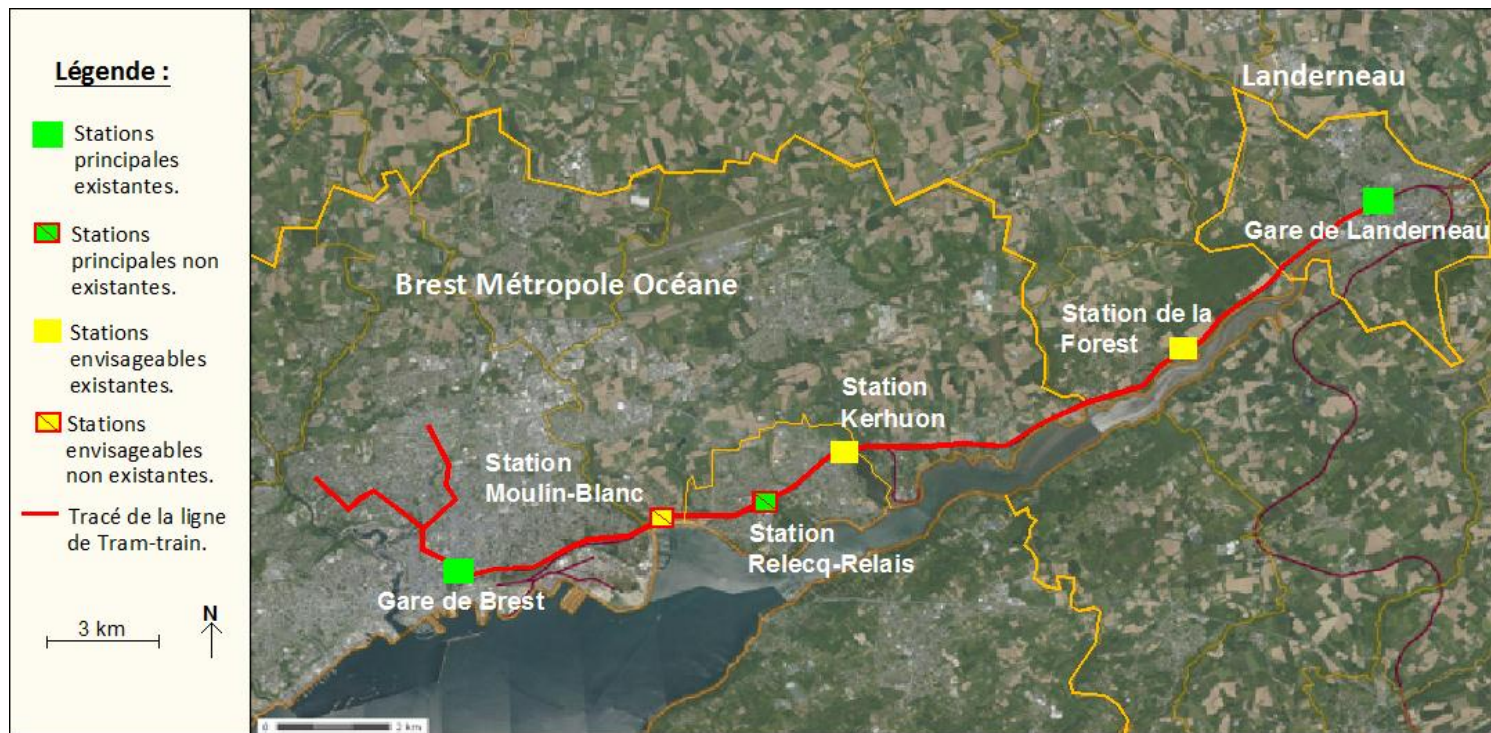 Légende :
Stations
principales
existantes.
Stations
principales non
existantes.
Stations
envisageables
existantes.
Stations
envisageables
non existantes.
Tracé de la ligne
de Tram-train.
3 km
N
Landerneau
Gare de Landerneau
Brest Métropole Océane
Station de la
Forest
Station
Kerhuon
Station
Moulin-Blanc
Station
Relecq-Relais
Gare de Brest
0